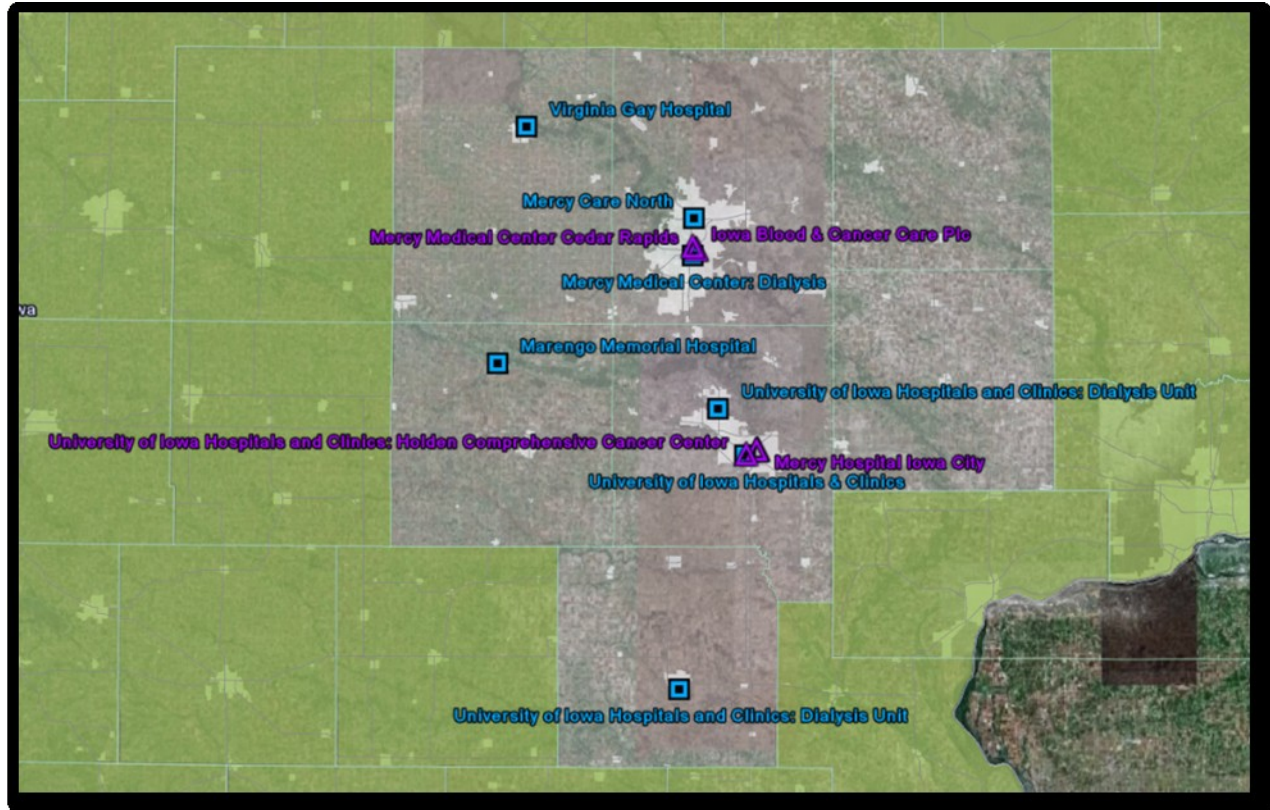 Virginia Gay Hospital
Mercy Care North
Mercy Medical Center Cedar Rapids
Iowa Blood & Cancer Care Plc
Mercy Medical Center: Dialysis
wa
Marengo Memorial Hospital
University of Iowa Hospitals and Clinics: Dialysis Unit
University of Iowa Hospitals and Clinics: Holden Comprehensive Cancer Center
Mercy Hospital Iowa City
University of Iowa Hospitals & Clinics
University of Iowa Hospitals and Clinics: Dialysis Unit